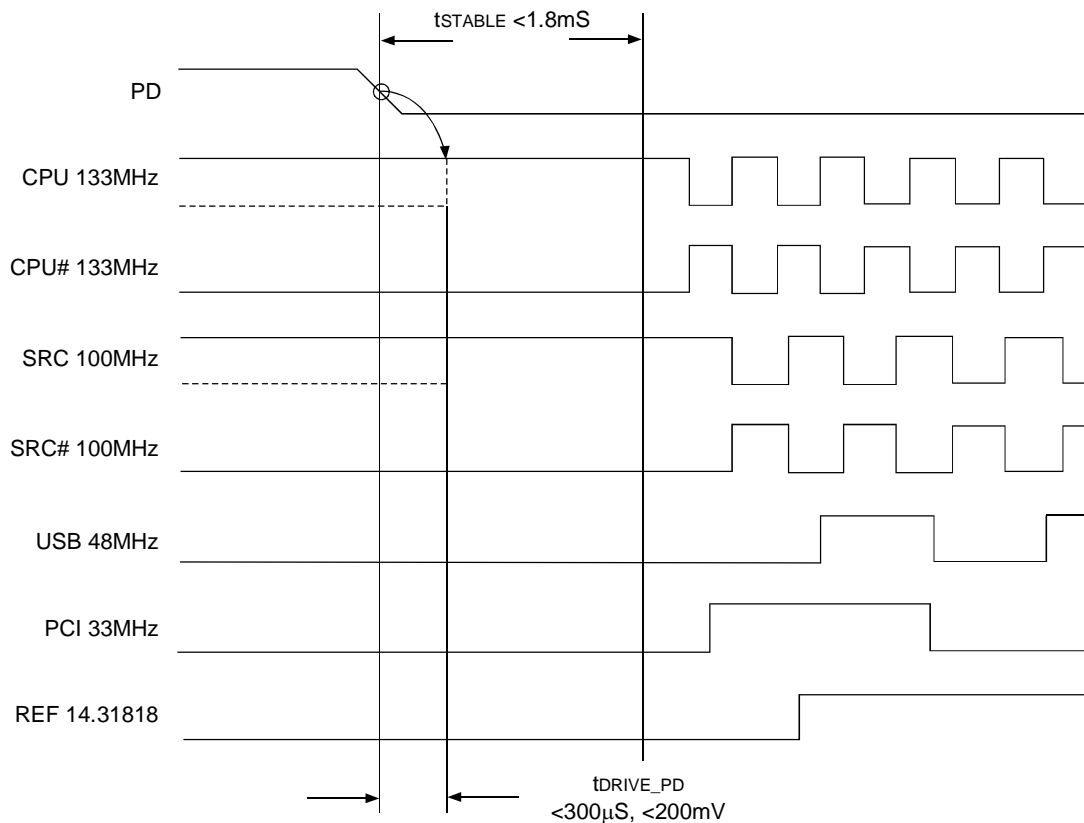 tSTABLE <1.8mS
PD
CPU 133MHz
CPU# 133MHz
SRC 100MHz
SRC# 100MHz
USB 48MHz
PCI 33MHz
REF 14.31818
tDRIVE_PD
<300μS, <200mV